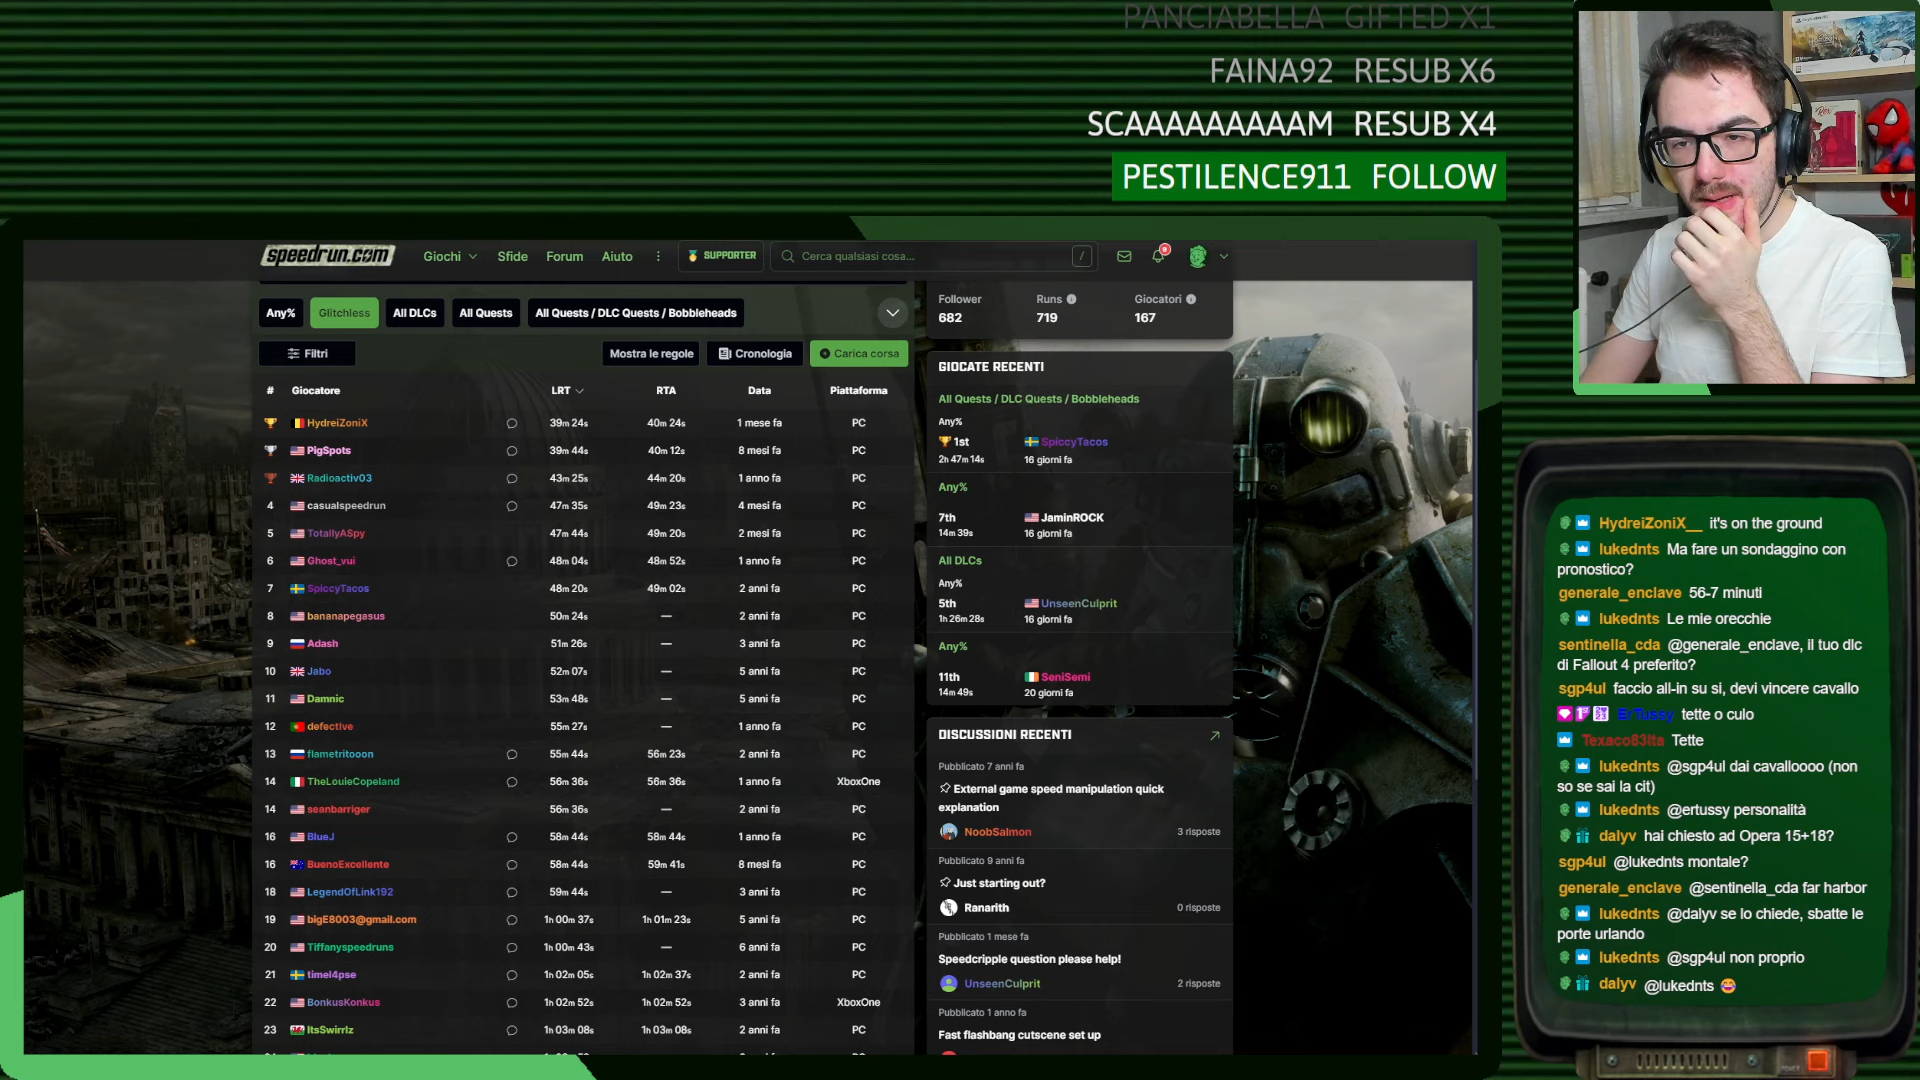 PANCIABELLA GIFTED X1
FAINA92 RESUB X6
SCAAAAAAAAAM RESUB X4
PESTILENCE911 FOLLOW
speedrun.com
Giochi
Sfide
Forum
Aiuto
SUPPORTER
Cerca qualsiasi cosa...
/
9
Any%
Glitchless
All DLCs
All Quests
All Quests / DLC Quests / Bobbleheads
Filtri
Mostra le regole
Cronologia
Carica corsa
# Giocatore LRT RTA Data Piattaforma
HydreiZoniX 39m 24s 40m 24s 1 mese fa PC
PigSpots 39m 44s 40m 12s 8 mesi fa PC
Radioactiv03 43m 25s 44m 20s 1 anno fa PC
4 casualspeedrun 47m 35s 49m 23s 4 mesi fa PC
5 TotallyASpy 47m 44s 49m 20s 2 mesi fa PC
6 Ghost_vui 48m 04s 48m 52s 1 anno fa PC
7 SpiccyTacos 48m 20s 49m 02s 2 anni fa PC
8 bananapegasus 50m 24s — 2 anni fa PC
9 Adash 51m 26s — 3 anni fa PC
10 Jabo 52m 07s — 5 anni fa PC
11 Damnic 53m 48s — 5 anni fa PC
12 defective 55m 27s — 1 anno fa PC
13 flametritooon 55m 44s 56m 23s 2 anni fa PC
14 TheLouieCopeland 56m 36s 56m 36s 1 anno fa XboxOne
14 seanbarriger 56m 36s — 2 anni fa PC
16 BlueJ 58m 44s 58m 44s 1 anno fa PC
16 BuenoExcellente 58m 44s 59m 41s 8 mesi fa PC
18 LegendOfLink192 59m 44s — 3 anni fa PC
19 bigE8003@gmail.com 1h 00m 37s 1h 01m 23s 5 anni fa PC
20 Tiffanyspeedruns 1h 00m 43s — 6 anni fa PC
21 timel4pse 1h 02m 05s 1h 02m 37s 2 anni fa PC
22 BonkusKonkus 1h 02m 52s 1h 02m 52s 3 anni fa XboxOne
23 ItsSwirrlz 1h 03m 08s 1h 03m 08s 2 anni fa PC
Follower Runs Giocatori
682 719 167
GIOCATE RECENTI
All Quests / DLC Quests / Bobbleheads
Any%
1st SpiccyTacos
2h 47m 14s 16 giorni fa
Any%
7th JaminROCK
14m 39s 16 giorni fa
All DLCs
Any%
5th UnseenCulprit
1h 26m 28s 16 giorni fa
Any%
11th SeniSemi
14m 49s 20 giorni fa
DISCUSSIONI RECENTI
Pubblicato 7 anni fa
External game speed manipulation quick
explanation
NoobSalmon 3 risposte
Pubblicato 9 anni fa
Just starting out?
Ranarith 0 risposte
Pubblicato 1 mese fa
Speedcripple question please help!
UnseenCulprit 2 risposte
Pubblicato 1 anno fa
Fast flashbang cutscene set up
HydreiZoniX__ it's on the ground
lukednts Ma fare un sondaggino con
pronostico?
generale_enclave 56-7 minuti
lukednts Le mie orecchie
sentinella_cda @generale_enclave, il tuo dlc
di Fallout 4 preferito?
sgp4ul faccio all-in su si, devi vincere cavallo
ErTussy tette o culo
Texaco83Ita Tette
lukednts @sgp4ul dai cavalloooo (non
so se sai la cit)
lukednts @ertussy personalità
dalyv hai chiesto ad Opera 15+18?
sgp4ul @lukednts montale?
generale_enclave @sentinella_cda far harbor
lukednts @dalyv se lo chiede, sbatte le
porte urlando
lukednts @sgp4ul non proprio
dalyv @lukednts